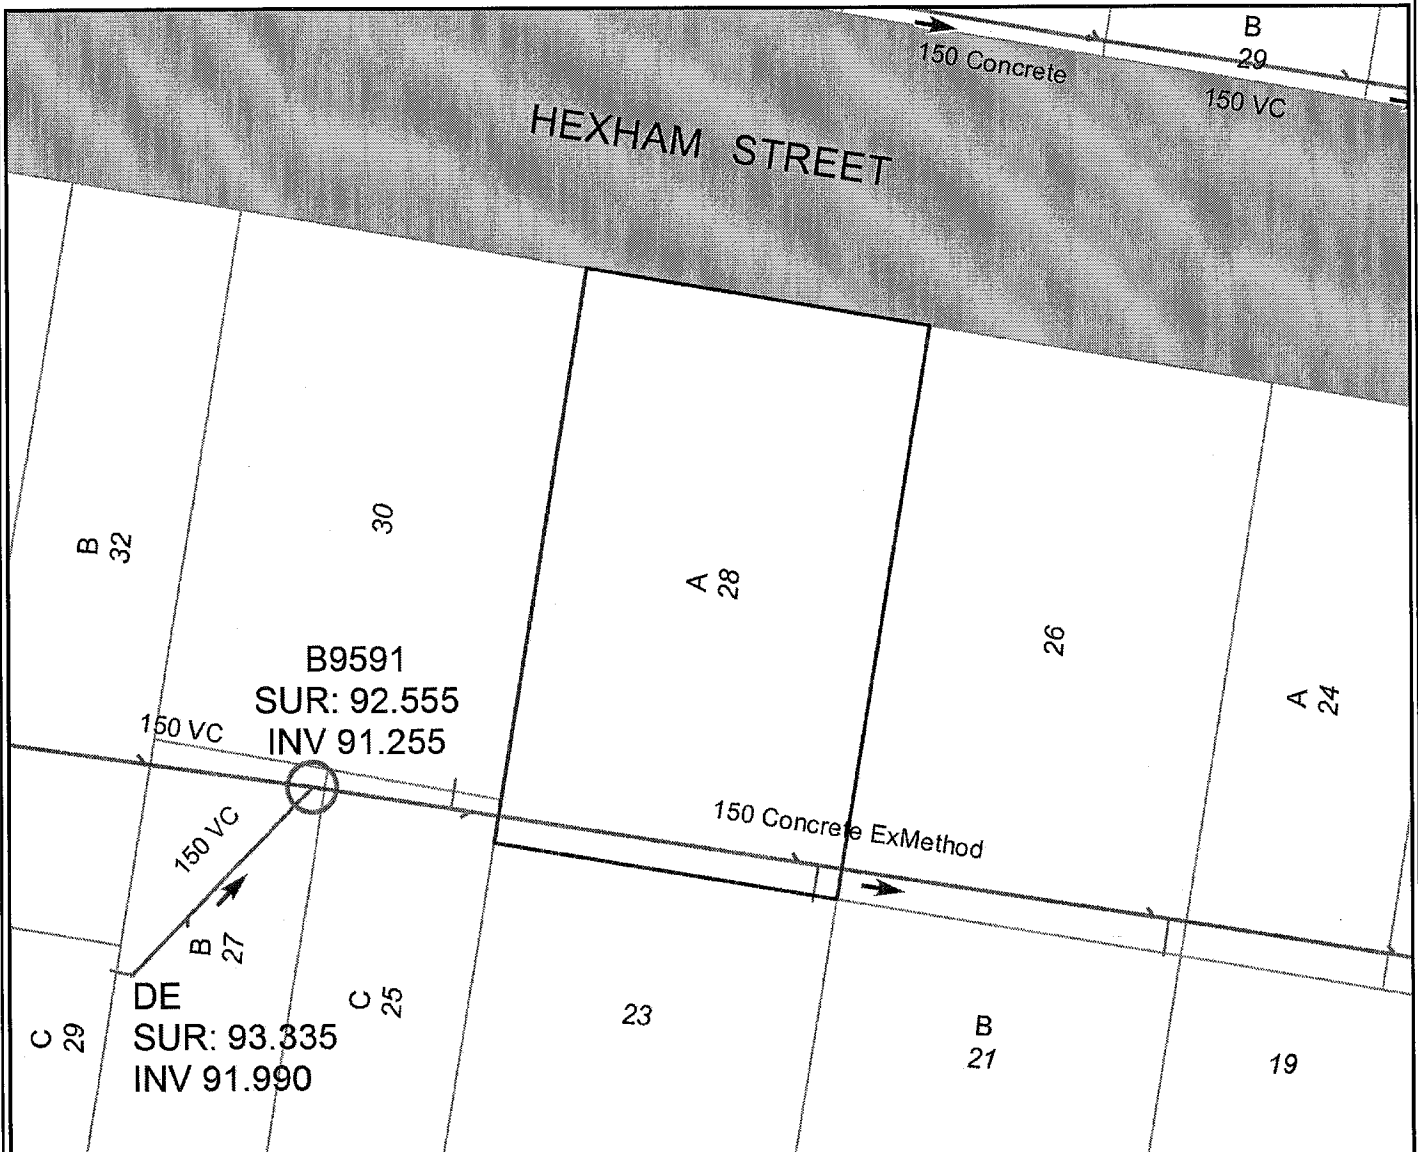 B
29
150 Concrete
150 VC
HEXHAM STREET
B
32
30
A
28
26
A
24
B9591
SUR: 92.555
INV 91.255
150 VC
150 Concrete ExMethod
150 VC
B
27
DE
SUR: 93.335
INV 91.990
C
29
C
25
23
B
21
19